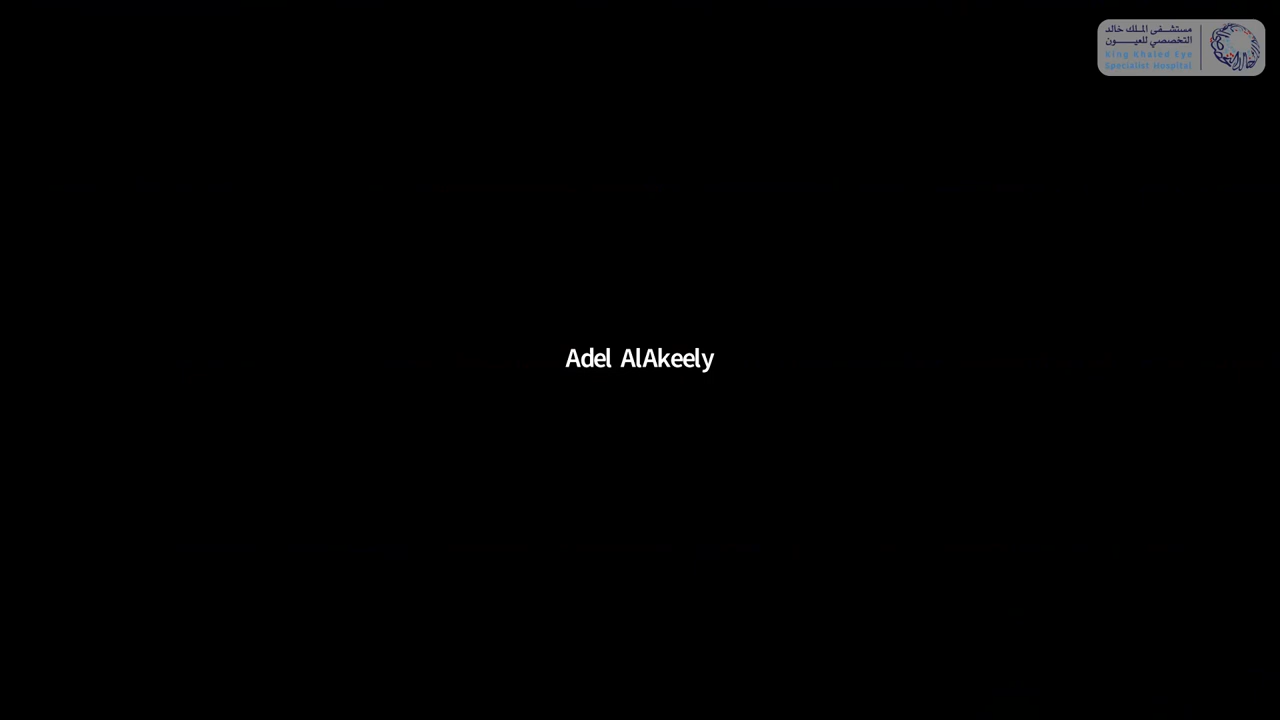 مستشفى الملك خالد
التخصصي للعيون
King Khaled Eye
Specialist Hospital
Adel AlAkeely